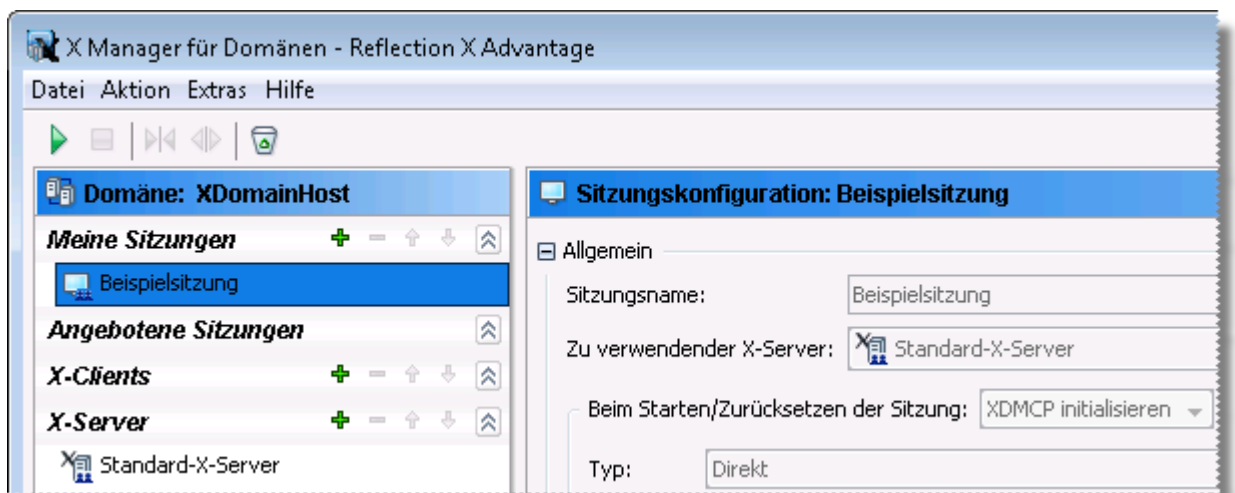 X Manager für Domänen - Reflection X Advantage
Datei Aktion Extras Hilfe
Domäne: XDomainHost
Meine Sitzungen
Beispielsitzung
Angebotene Sitzungen
X-Clients
X-Server
Standard-X-Server
Sitzungskonfiguration: Beispielsitzung
Allgemein
Sitzungsname: Beispielsitzung
Zu verwendender X-Server: Standard-X-Server
Beim Starten/Zurücksetzen der Sitzung: XDMCP initialisieren
Typ: Direkt